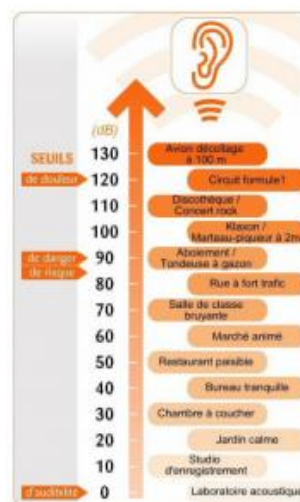 (dB)
SEUILS
130
Avion décollage
à 100 m
de douleur
120
Circuit formule1
110
Discothèque /
Concert rock
100
Klaxon /
Marteau-piqueur à 2m
de danger
90
Aboiement /
Tondeuse à gazon
de risque
80
Rue à fort trafic
70
Salle de classe
bruyante
60
Marché animé
50
Restaurant paisible
40
Bureau tranquille
30
Chambre à coucher
20
Jardin calme
10
Studio
d'enregistrement
d'audibilité
0
Laboratoire acoustique